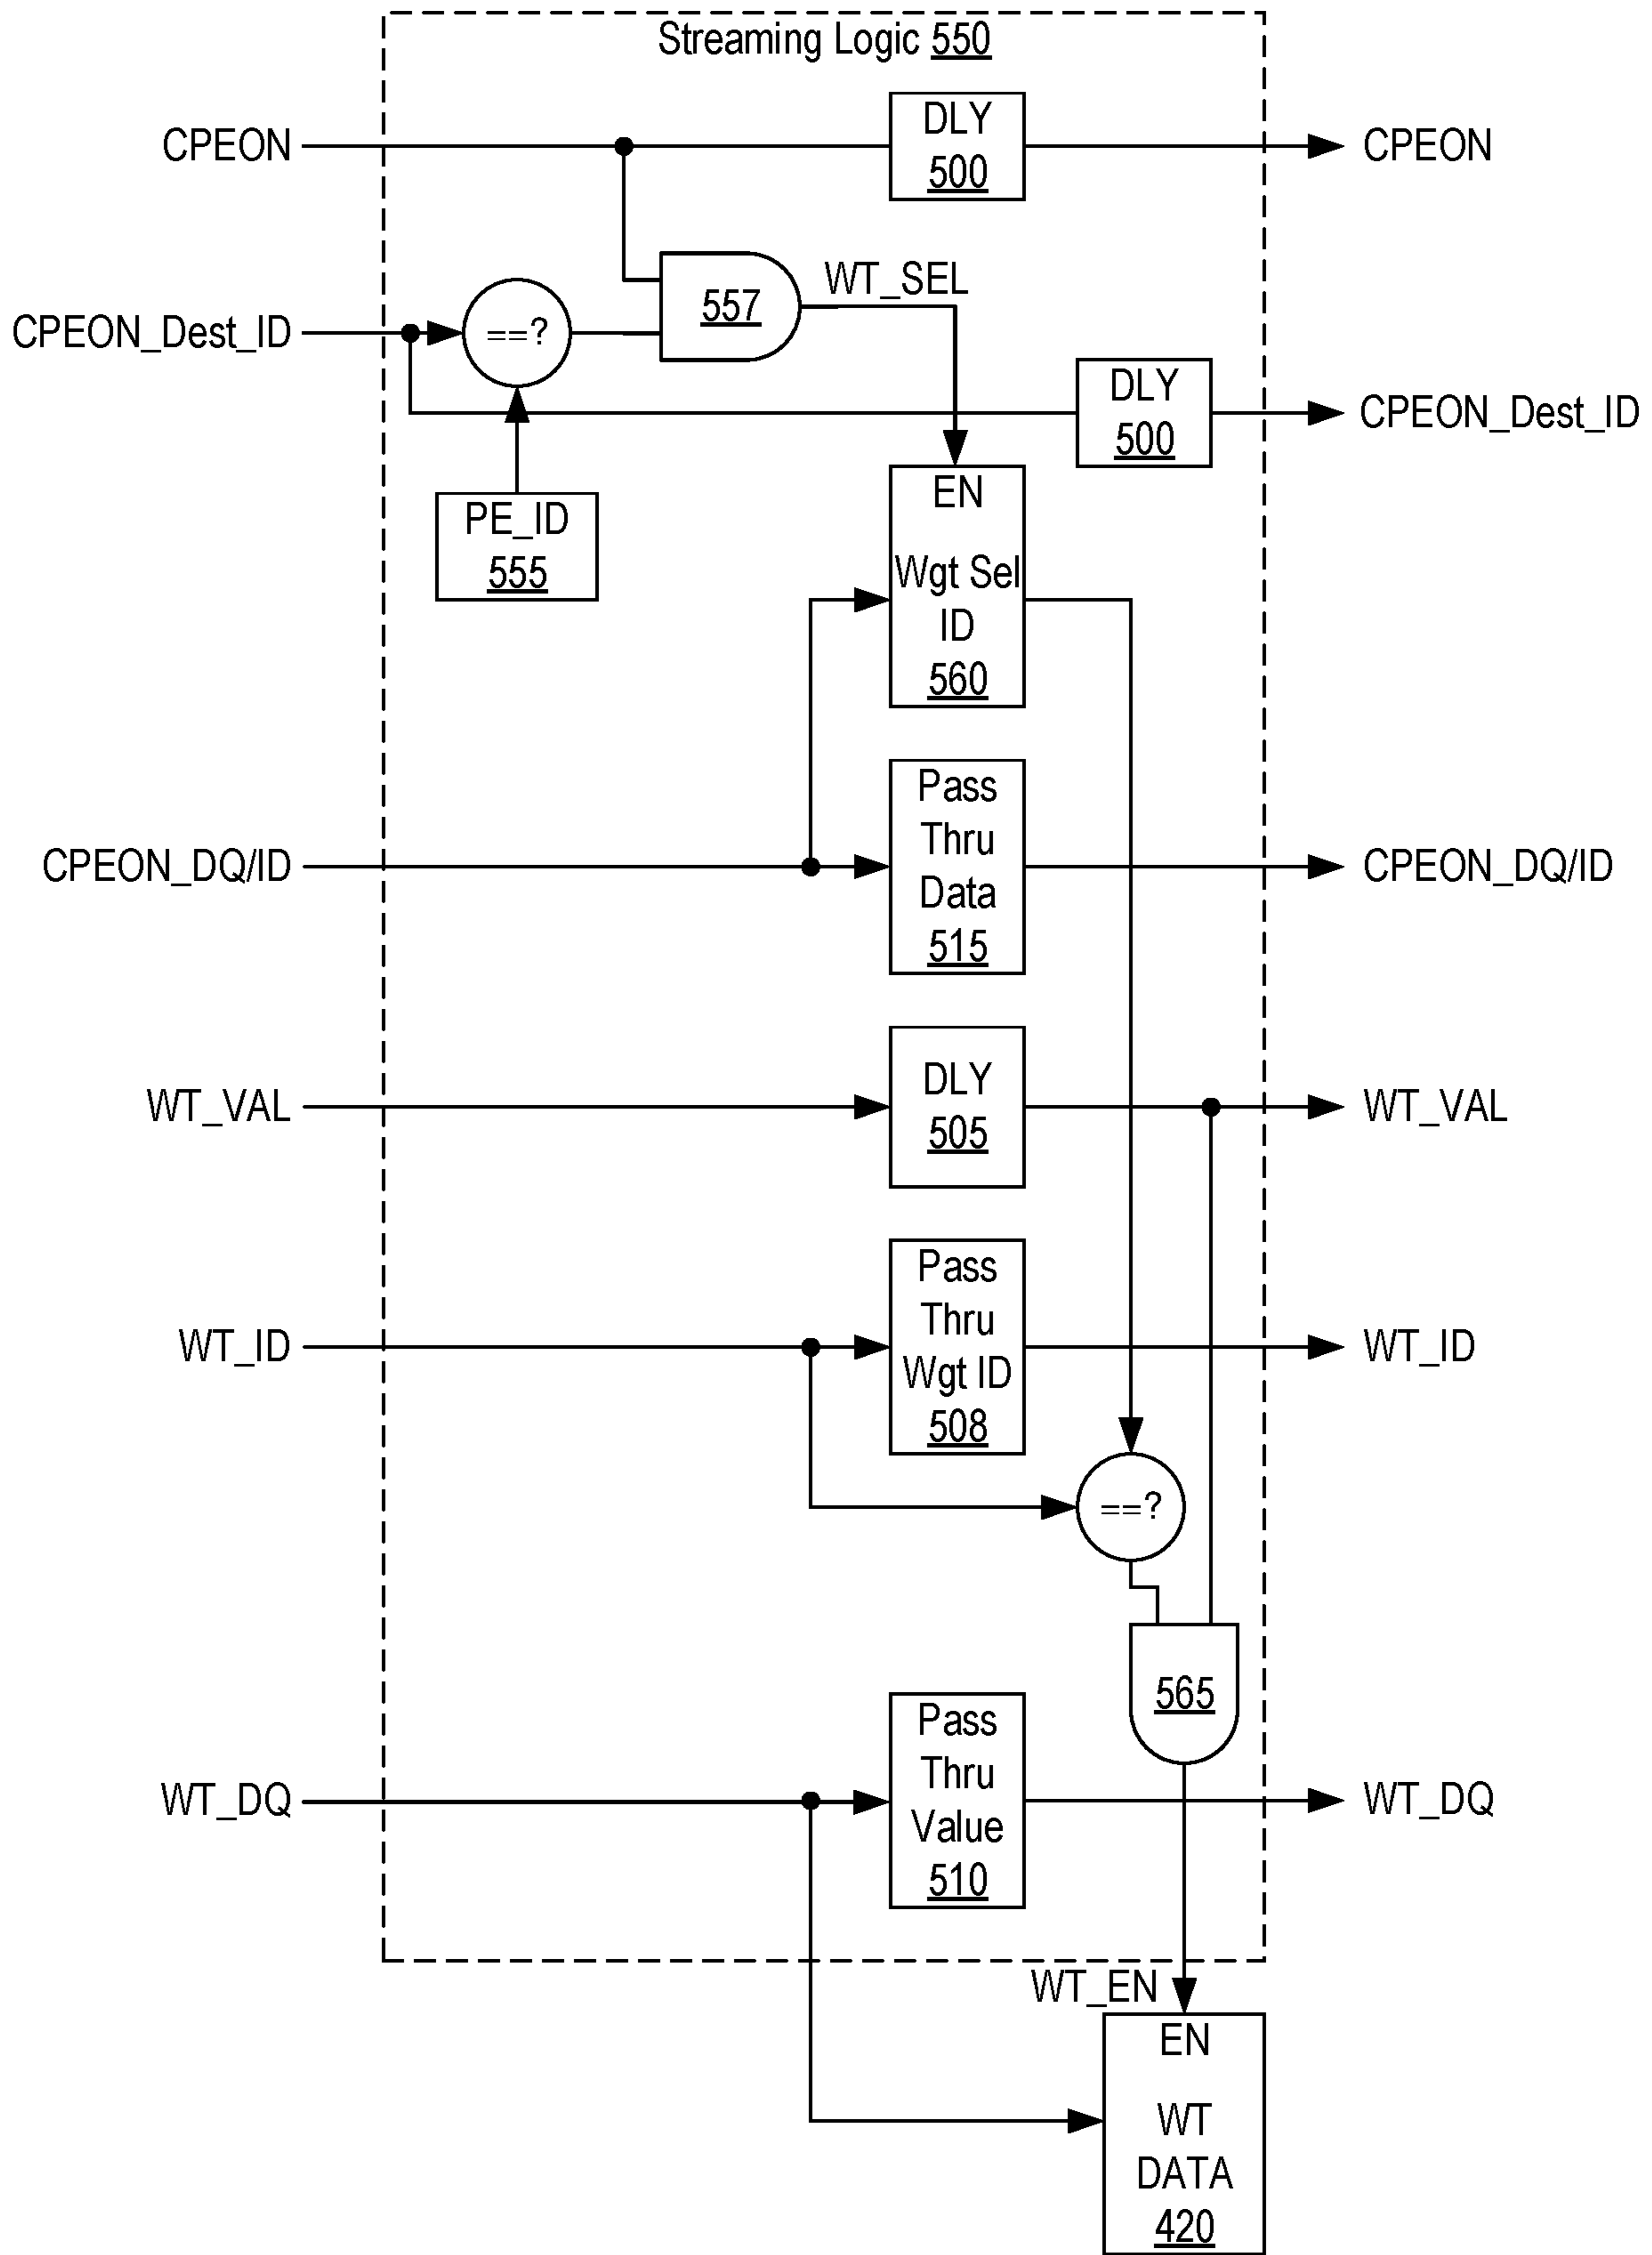 Streaming Logic 550
CPEON
DLY
500
CPEON
WT_SEL
557
CPEON_Dest_ID
==?
DLY
500
CPEON_Dest_ID
PE_ID
555
EN
Wgt Sel
ID
560
CPEON_DQ/ID
Pass
Thru
Data
515
CPEON_DQ/ID
WT_VAL
DLY
505
WT_VAL
WT_ID
Pass
Thru
Wgt ID
508
WT_ID
==?
565
WT_DQ
Pass
Thru
Value
510
WT_DQ
WT_EN
EN
WT
DATA
420